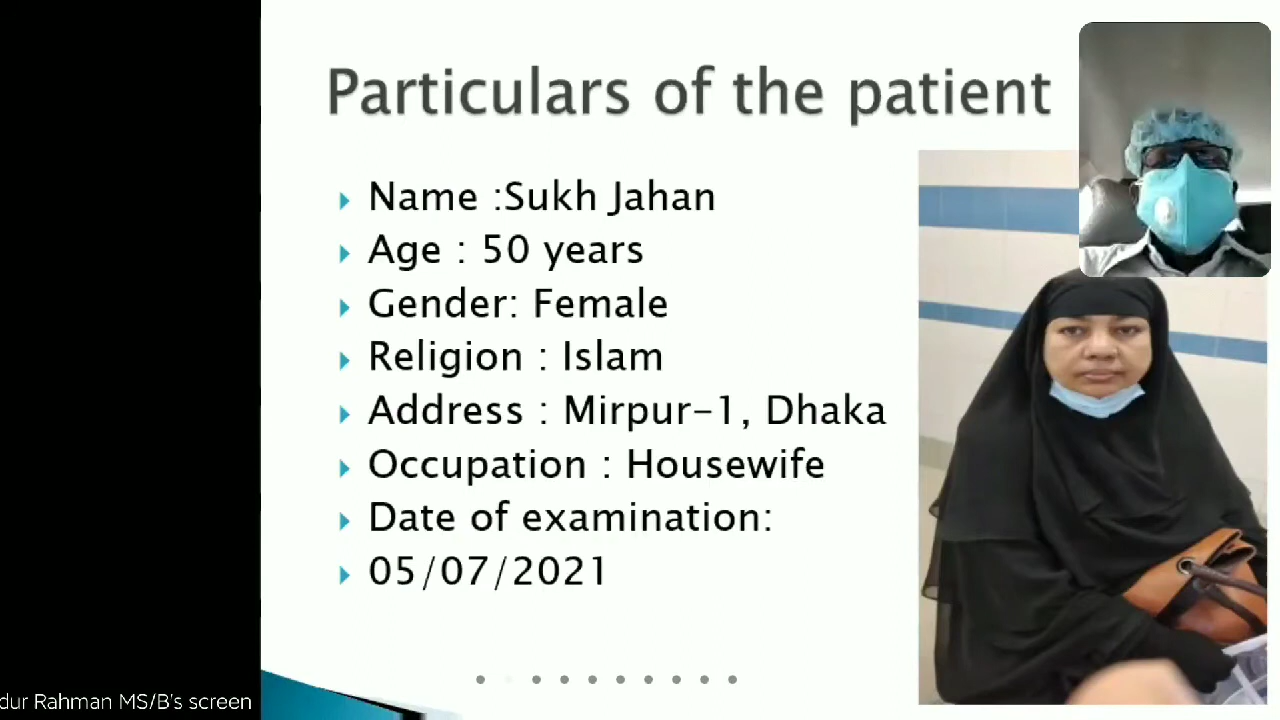 Particulars of the patient
Name :Sukh Jahan
Age : 50 years
Gender: Female
Religion : Islam
Address : Mirpur-1, Dhaka
Occupation : Housewife
Date of examination:
05/07/2021
dur Rahman MS/B's screen